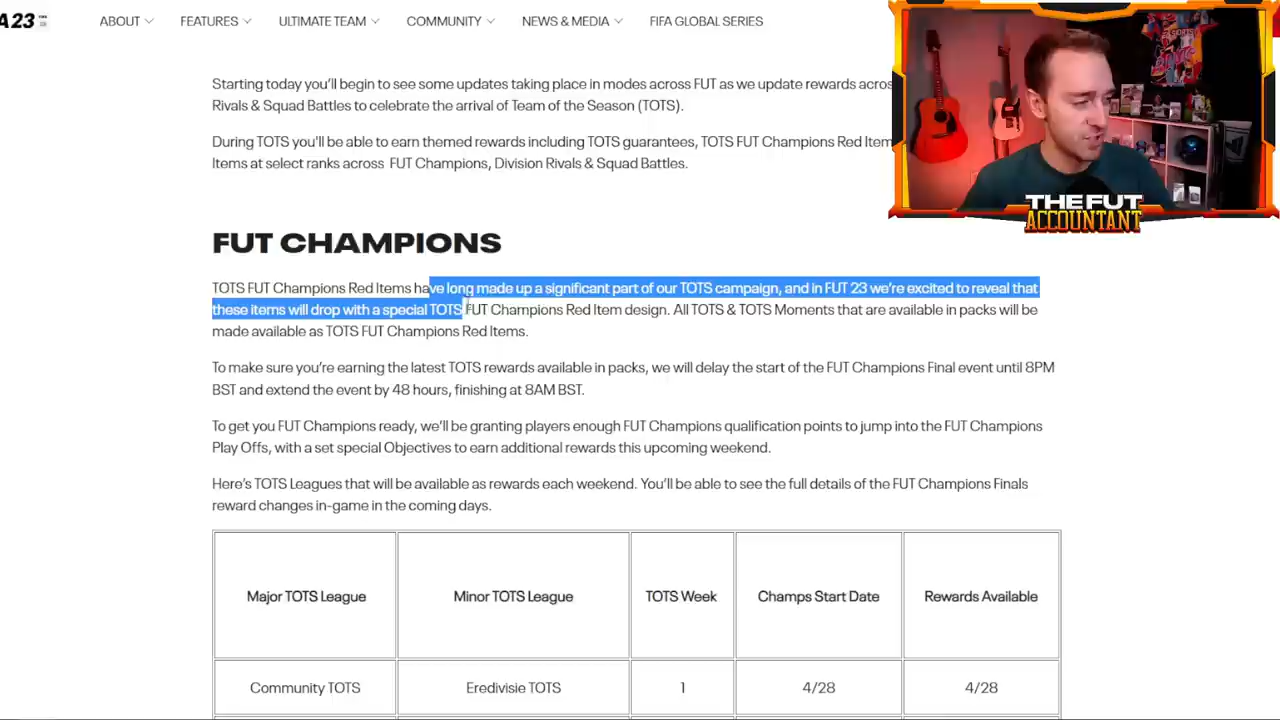 A23
ABOUT
FEATURES
ULTIMATE TEAM
COMMUNITY
NEWS & MEDIA
FIFA GLOBAL SERIES
Starting today you'll begin to see some updates taking place in modes across FUT as we update rewards
Rivals & Squad Battles to celebrate the arrival of Team of the Season (TOTS).
During TOTS you'll be able to earn themed rewards including TOTS guarantees, TOTS FUT Champions Red
Items at select ranks across FUT Champions, Division Rivals & Squad Battles.
THE FUT
ACCOUNTANT
FUT CHAMPIONS
TOTS FUT Champions Red Items have long made up a significant part of our TOTS campaign, and in FUT 23 we're excited to reveal that
these items will drop with a special TOTS FUT Champions Red Item design. All TOTS & TOTS Moments that are available in packs will be
made available as TOTS FUT Champions Red Items.
To make sure you're earning the latest TOTS rewards available in packs, we will delay the start of the FUT Champions Final event until 8PM
BST and extend the event by 48 hours, finishing at 8AM BST.
To get you FUT Champions ready, we'll be granting players enough FUT Champions qualification points to jump into the FUT Champions
Play Offs, with a set special Objectives to earn additional rewards this upcoming weekend.
Here's TOTS Leagues that will be available as rewards each weekend. You'll be able to see the full details of the FUT Champions Finals
reward changes in-game in the coming days.
Major TOTS League
Minor TOTS League
TOTS Week
Champs Start Date
Rewards Available
Community TOTS
Eredivisie TOTS
1
4/28
4/28